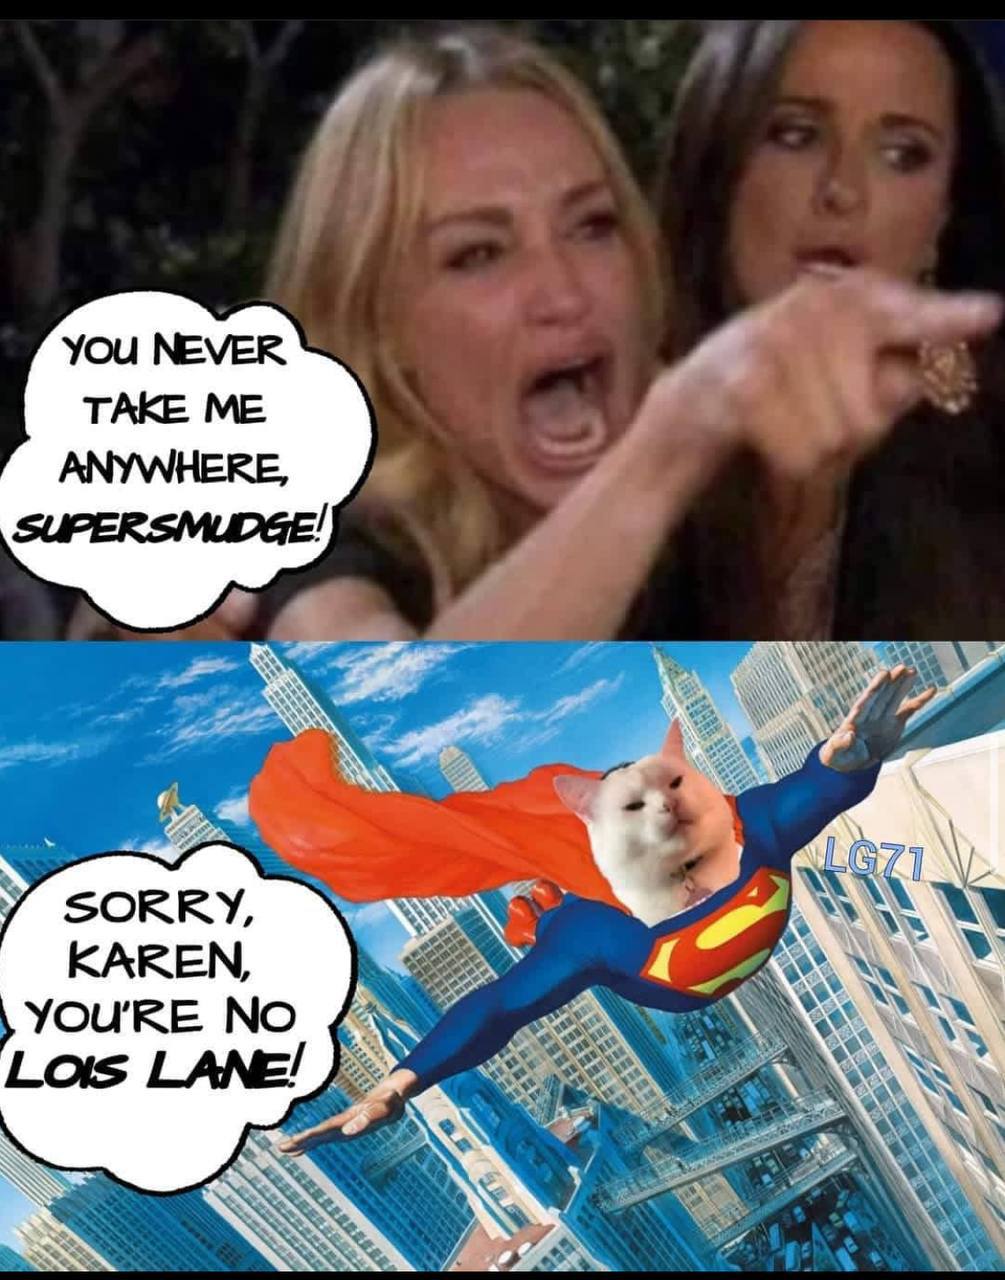 YOU NEVER
TAKE ME
ANYWHERE,
SUPERSMUDGE!
SORRY,
KAREN,
YOU'RE NO
LOIS LANE!
LG71